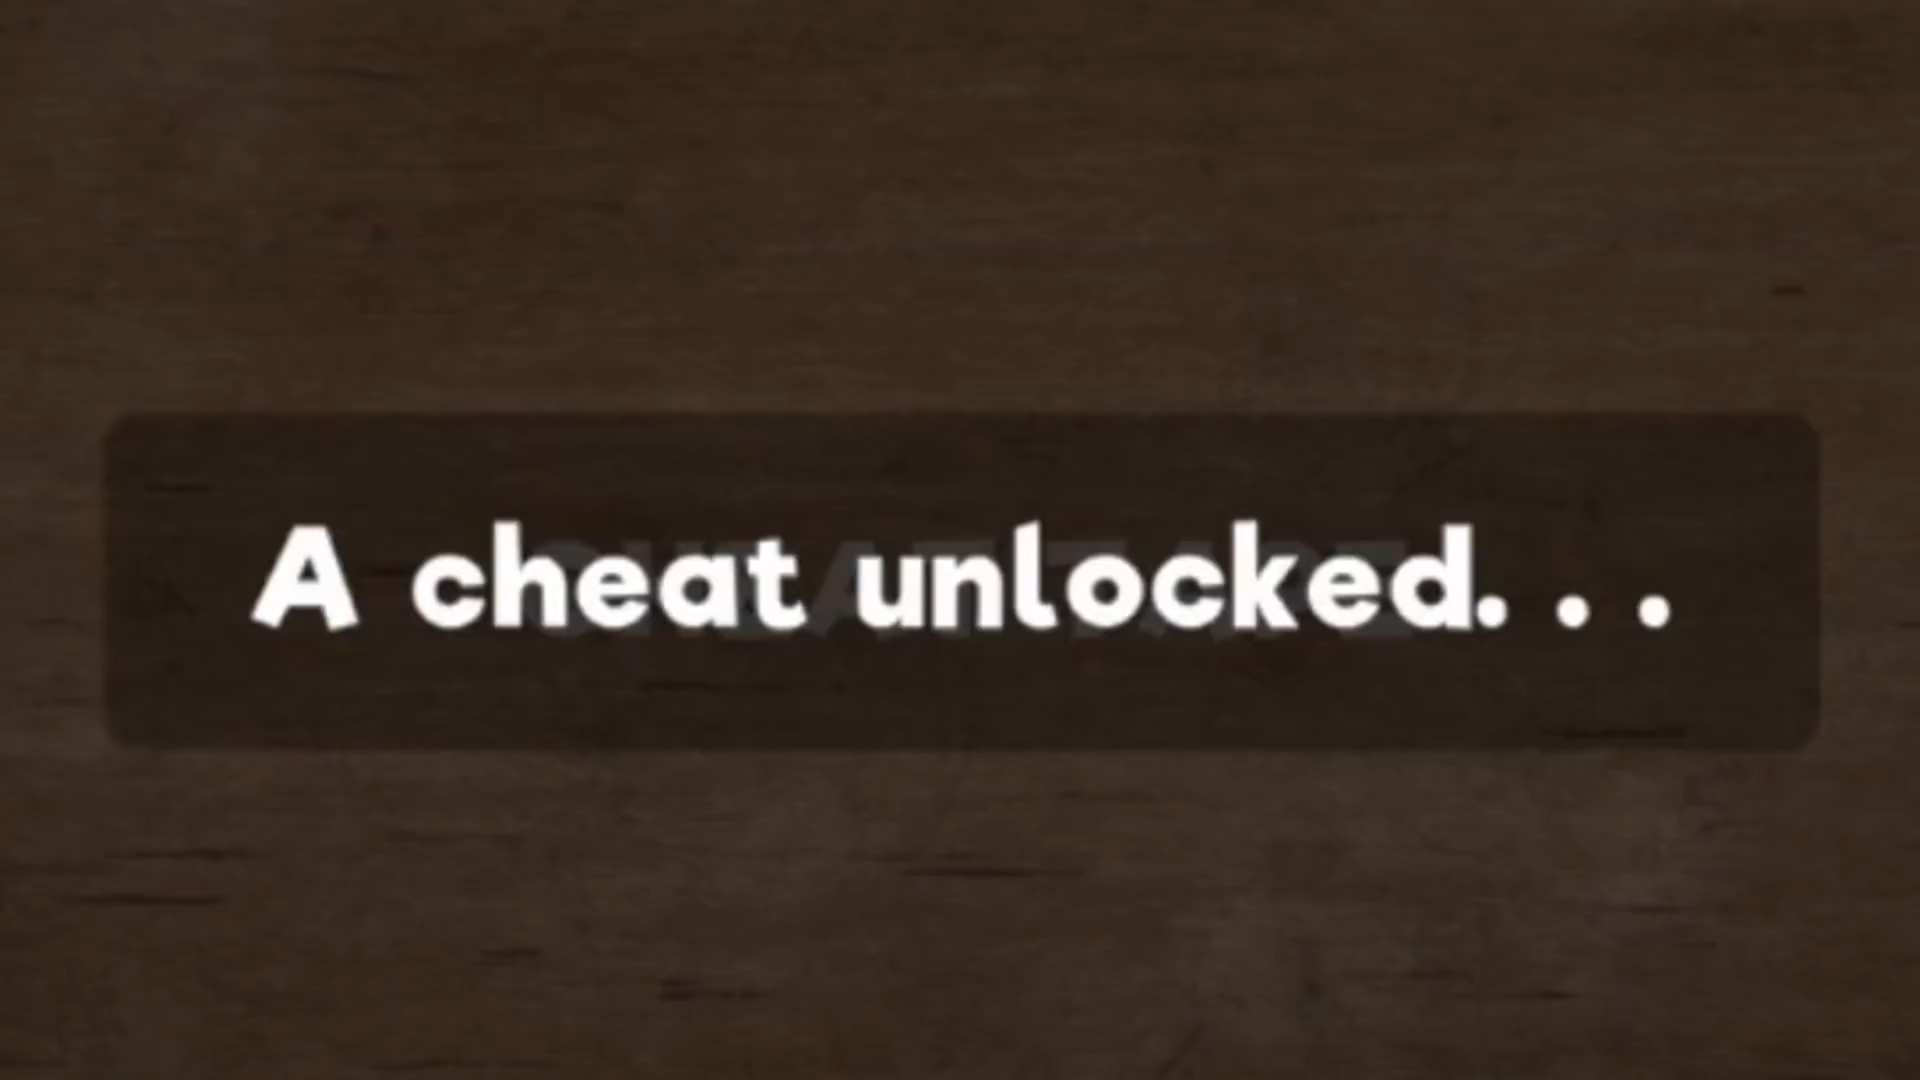 A cheat unlocked. . .